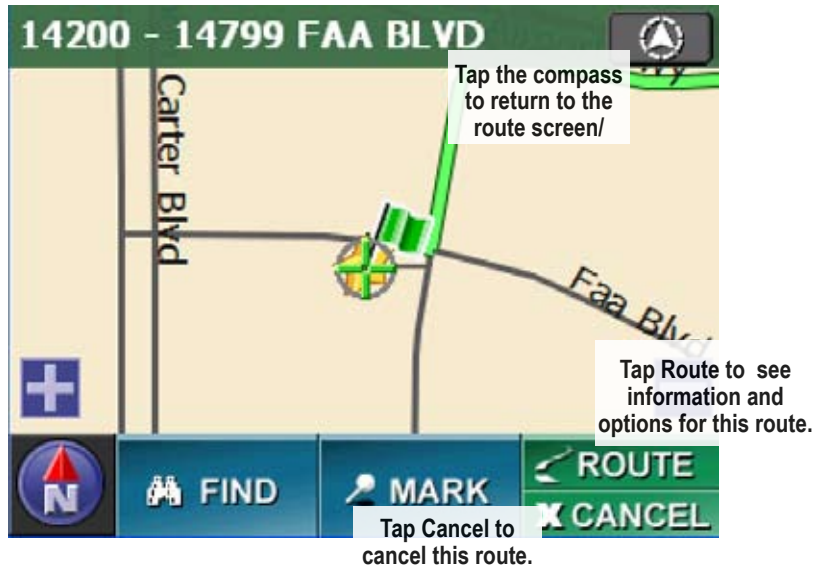 14200 - 14799 FAA BLVD
Tap the compass
to return to the
route screen/
Carter Blvd
Faa Blvd
Tap Route to see
information and
options for this route.
N
FIND
MARK
ROUTE
CANCEL
Tap Cancel to
cancel this route.